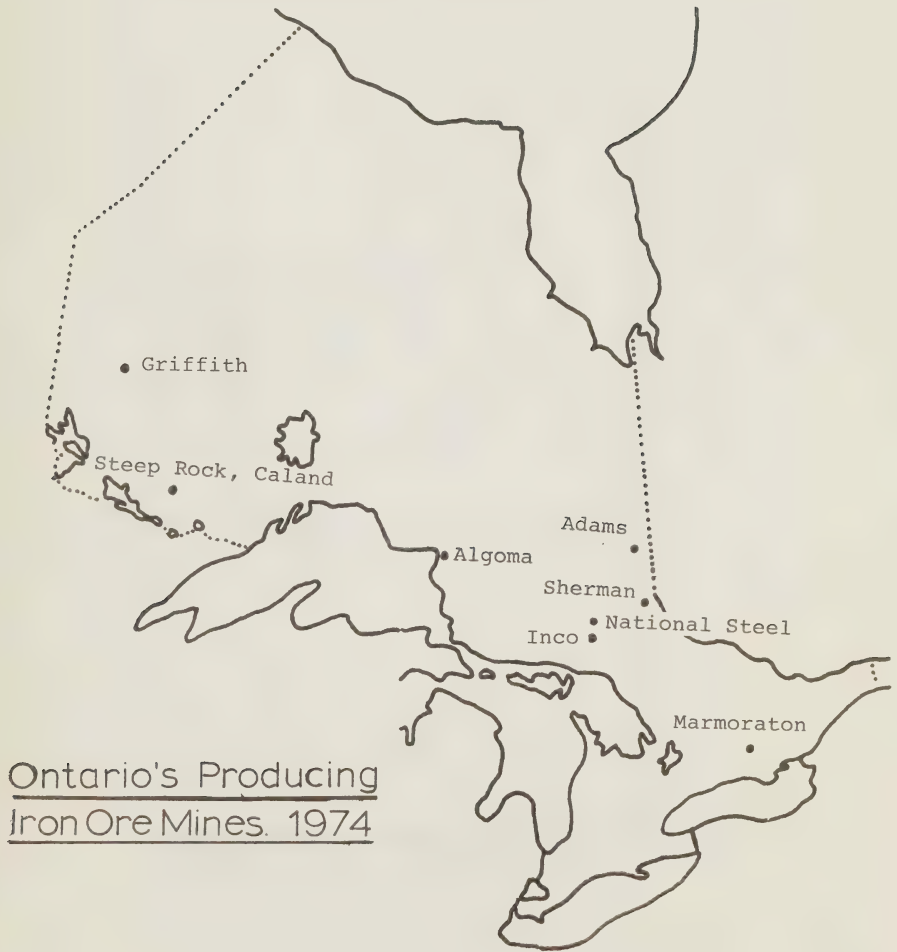 Griffith
Steep Rock, Caland
Adams
Algoma
Sherman
National Steel
Inco
Marmoraton
Ontario's Producing
Iron Ore Mines. 1974